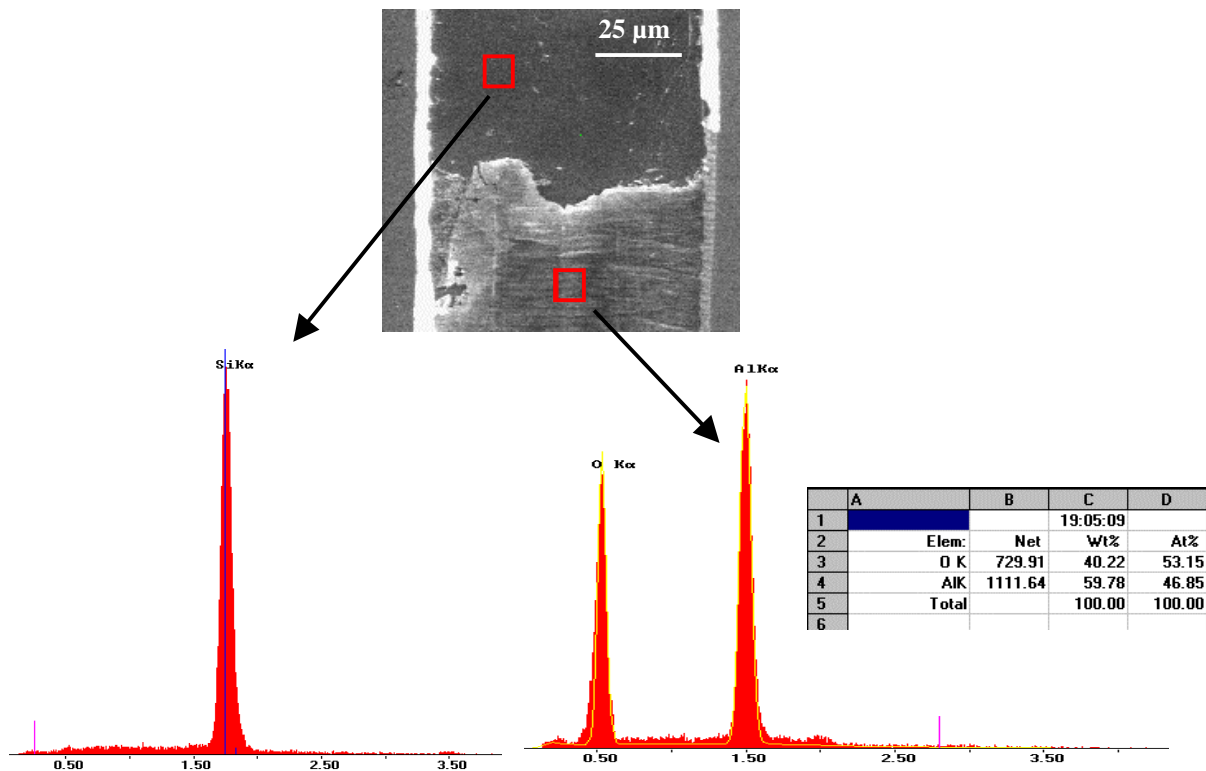 25 µm
SiKα
AlKα
O Kα
A B C D
1 19:05:09
2 Elem: Net Wt% At%
3 O K 729.91 40.22 53.15
4 AlK 1111.64 59.78 46.85
5 Total 100.00 100.00
6
0.50 1.50 2.50 3.50
0.50 1.50 2.50 3.50